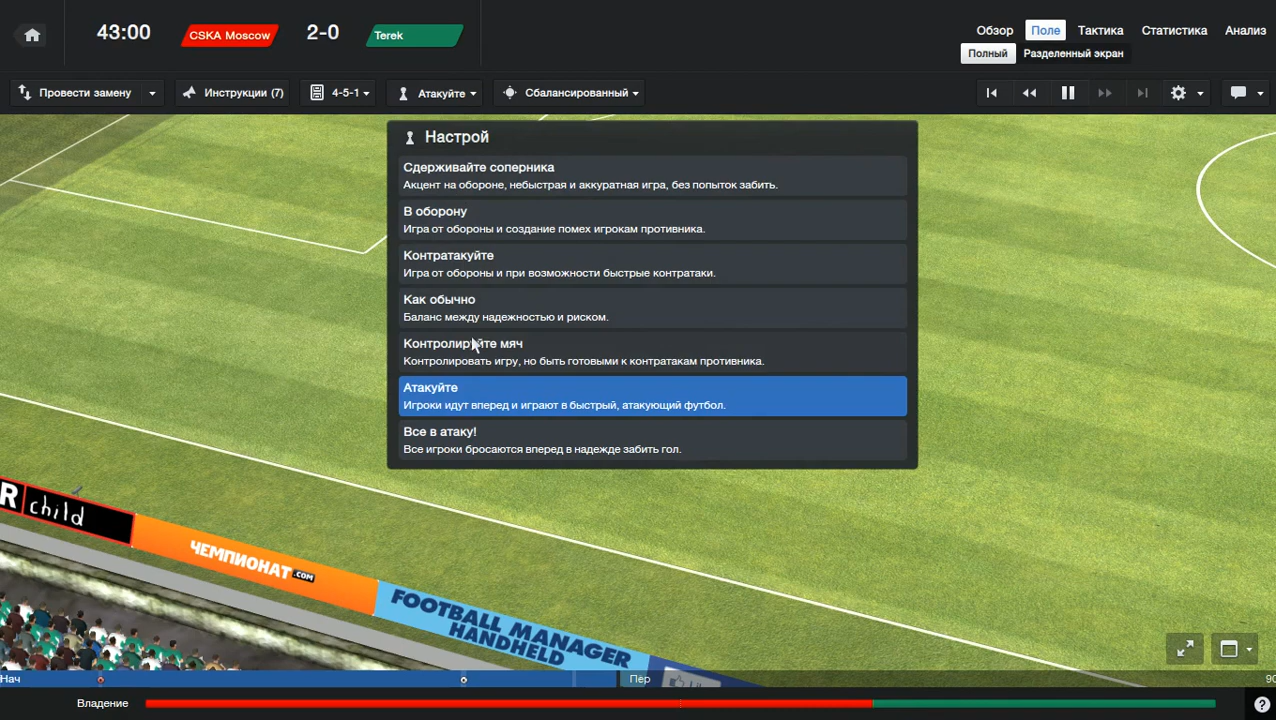 43:00
CSKA Moscow
2-0
Terek
Обзор
Поле
Тактика
Статистика
Анализ
Полный
Разделенный экран
Провести замену
Инструкции (7)
4-5-1
Атакуйте
Сбалансированный
Настрой
Сдерживайте соперника
Акцент на обороне, небыстрая и аккуратная игра, без попыток забить.
В оборону
Игра от обороны и создание помех игрокам противника.
Контратакуйте
Игра от обороны и при возможности быстрые контратаки.
Как обычно
Баланс между надежностью и риском.
Контролируйте мяч
Контролировать игру, но быть готовыми к контратакам противника.
Атакуйте
Игроки идут вперед и играют в быстрый, атакующий футбол.
Все в атаку!
Все игроки бросаются вперед в надежде забить гол.
R child
ЧЕМПИОНАТ.COM
FOOTBALL MANAGER
HANDHELD
Нач
Пер
90
Владение
?